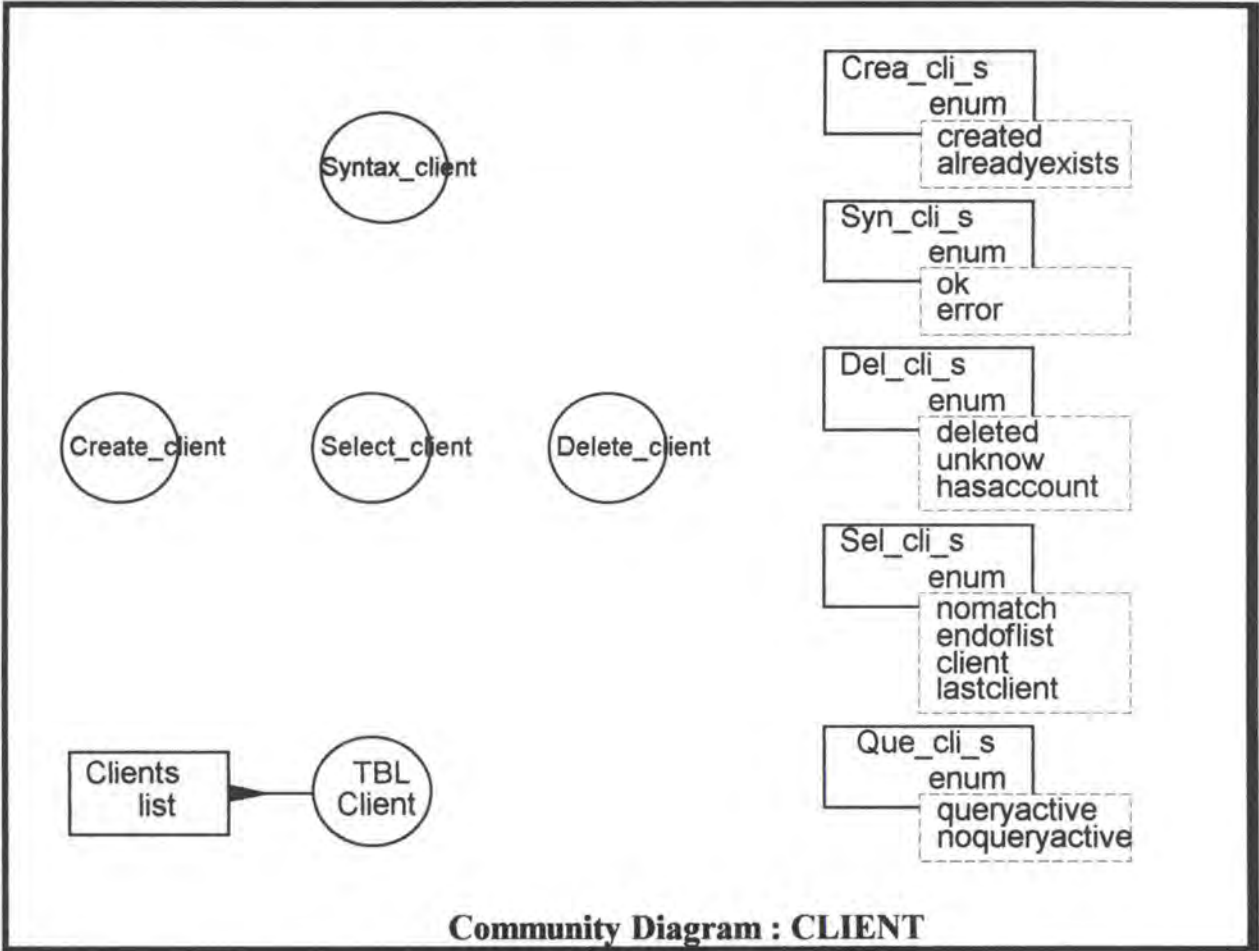 Syntax_client
Create_client
Select_client
Delete_client
Clients
list
TBL
Client
Crea_cli_s
enum
created
alreadyexists
Syn_cli_s
enum
ok
error
Del_cli_s
enum
deleted
unknow
hasaccount
Sel_cli_s
enum
nomatch
endoflist
client
lastclient
Que_cli_s
enum
queryactive
noqueryactive
Community Diagram : CLIENT